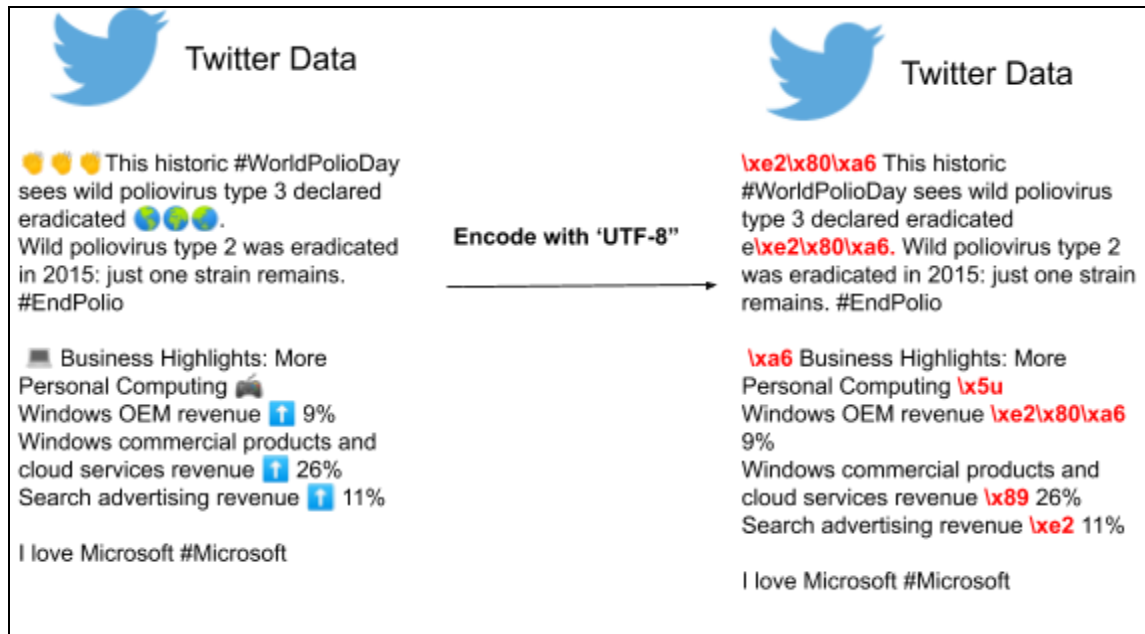 Twitter Data
👏👏👏This historic #WorldPolioDay
sees wild poliovirus type 3 declared
eradicated 🌎🌍🌏.
Wild poliovirus type 2 was eradicated
in 2015: just one strain remains.
#EndPolio
💻 Business Highlights: More
Personal Computing 🎮
Windows OEM revenue ⬆️ 9%
Windows commercial products and
cloud services revenue ⬆️ 26%
Search advertising revenue ⬆️ 11%
I love Microsoft #Microsoft
Encode with ‘UTF-8”
Twitter Data
\xe2\x80\xa6 This historic
#WorldPolioDay sees wild poliovirus
type 3 declared eradicated
e\xe2\x80\xa6. Wild poliovirus type 2
was eradicated in 2015: just one strain
remains. #EndPolio
\xa6 Business Highlights: More
Personal Computing \x5u
Windows OEM revenue \xe2\x80\xa6
9%
Windows commercial products and
cloud services revenue \x89 26%
Search advertising revenue \xe2 11%
I love Microsoft #Microsoft